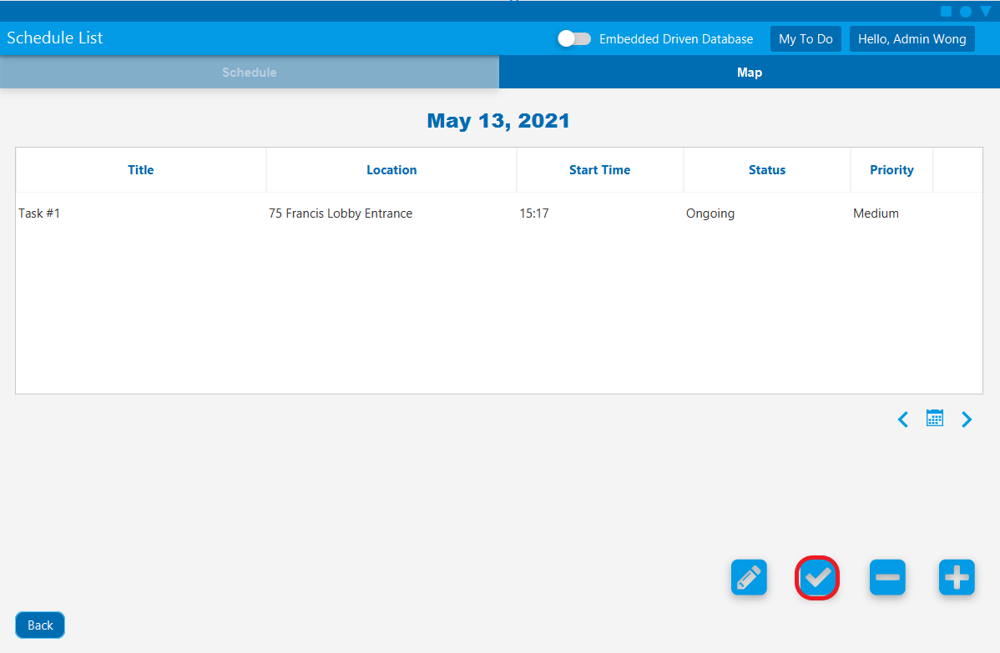 Schedule List
Embedded Driven Database
My To Do
Hello, Admin Wong
Schedule
Map
May 13, 2021
Title Location Start Time Status Priority
Task #1 75 Francis Lobby Entrance 15:17 Ongoing Medium
Back